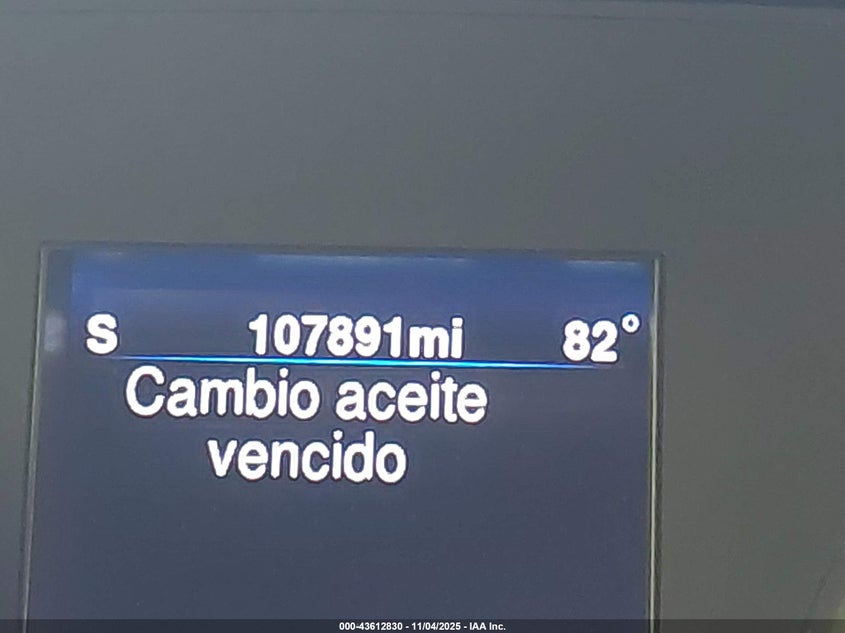 S 107891mi 82°
Cambio aceite
vencido
000-43612830 - 11/04/2025 - IAA Inc.